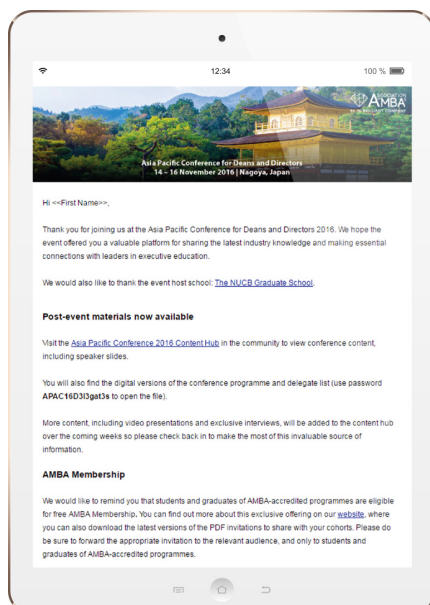 12:34
100 %
ASSOCIATION
AMBA
Asia Pacific Conference for Deans and Directors
14 – 16 November 2016 | Nagoya, Japan
Hi <<First Name>>,
Thank you for joining us at the Asia Pacific Conference for Deans and Directors 2016. We hope the
event offered you a valuable platform for sharing the latest industry knowledge and making essential
connections with leaders in executive education.
We would also like to thank the event host school: The NUCB Graduate School.
Post-event materials now available
Visit the Asia Pacific Conference 2016 Content Hub in the community to view conference content,
including speaker slides.
You will also find the digital versions of the conference programme and delegate list (use password
APAC16D3l3gat3s to open the file).
More content, including video presentations and exclusive interviews, will be added to the content hub
over the coming weeks so please check back in to make the most of this invaluable source of
information.
AMBA Membership
We would like to remind you that students and graduates of AMBA-accredited programmes are eligible
for free AMBA Membership. You can find out more about this exclusive offering on our website, where
you can also download the latest versions of the PDF invitations to share with your cohorts. Please do
be sure to forward the appropriate invitation to the relevant audience, and only to students and
graduates of AMBA-accredited programmes.